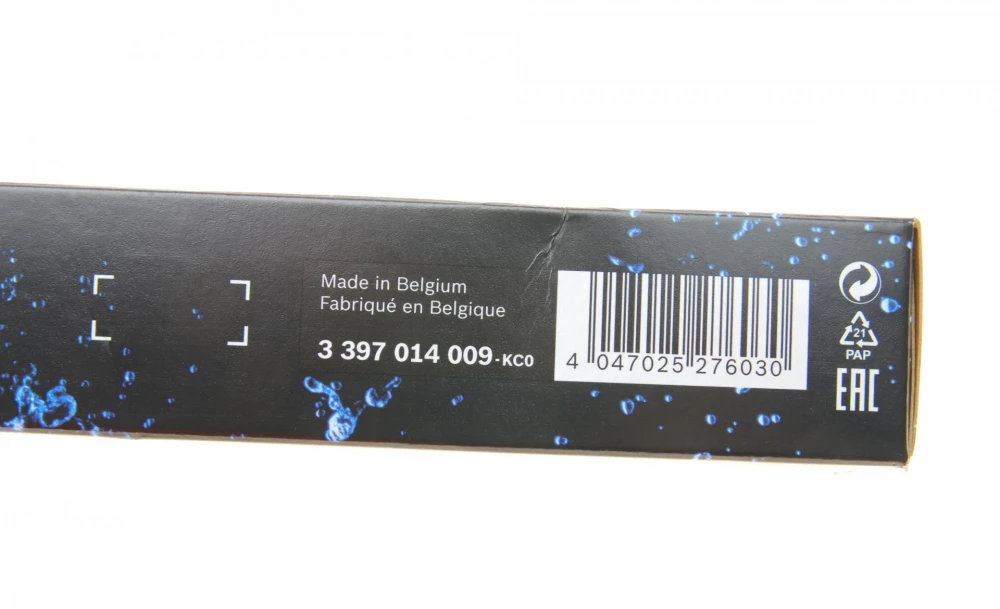 Made in Belgium
Fabriqué en Belgique
3 397 014 009-KC0
4 047025 276030
21
PAP
EAC